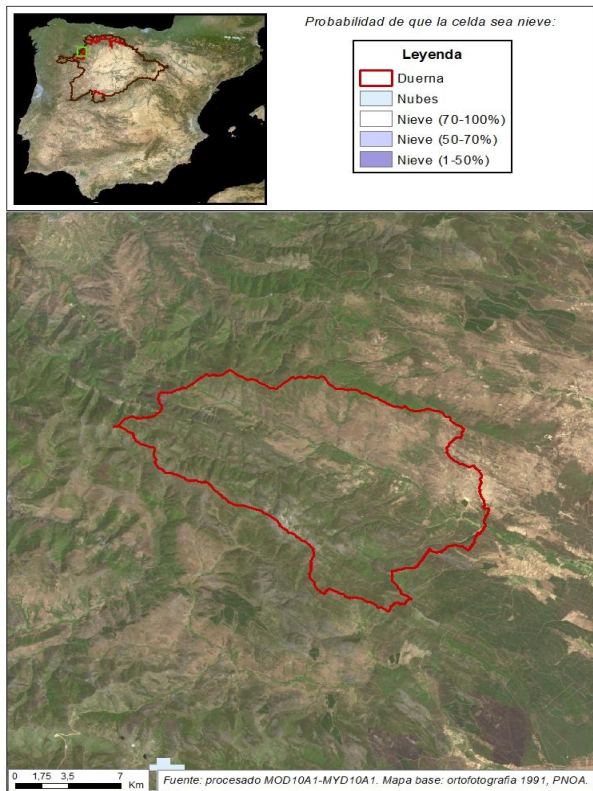 Probabilidad de que la celda sea nieve:
Leyenda
Duerna
Nubes
Nieve (70-100%)
Nieve (50-70%)
Nieve (1-50%)
0 1,75 3,5 7
Km
Fuente: procesado MOD10A1-MYD10A1. Mapa base: ortofotografia 1991, PNOA.